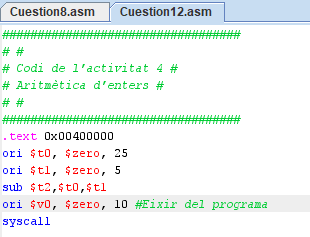 Cuestion8.asm Cuestion12.asm
##################################
# #
# Codi de l'activitat 4 #
# Aritmètica d'enters #
# #
##################################
.text 0x00400000
ori $t0, $zero, 25
ori $t1, $zero, 5
sub $t2,$t0,$t1
ori $v0, $zero, 10 #Eixir del programa
syscall